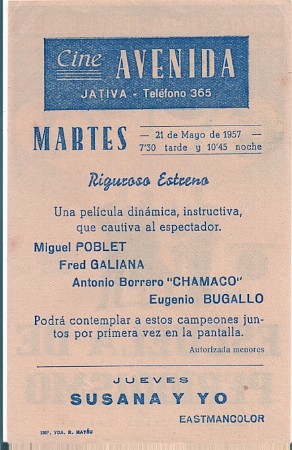 Cine AVENIDA
JATIVA - Teléfono 365
MARTES
— 21 de Mayo de 1957 —
7'30 tarde y 10'45 noche
Riguroso Estreno
Una película dinámica, instructiva,
que cautiva al espectador.
Miguel POBLET
Fred GALIANA
Antonio Borrero "CHAMACO"
Eugenio BUGALLO
Podrá contemplar a estos campeones jun-
tos por primera vez en la pantalla.
Autorizada menores
JUEVES
SUSANA Y YO
EASTMANCOLOR
IMP. VDA. R. MATÉU